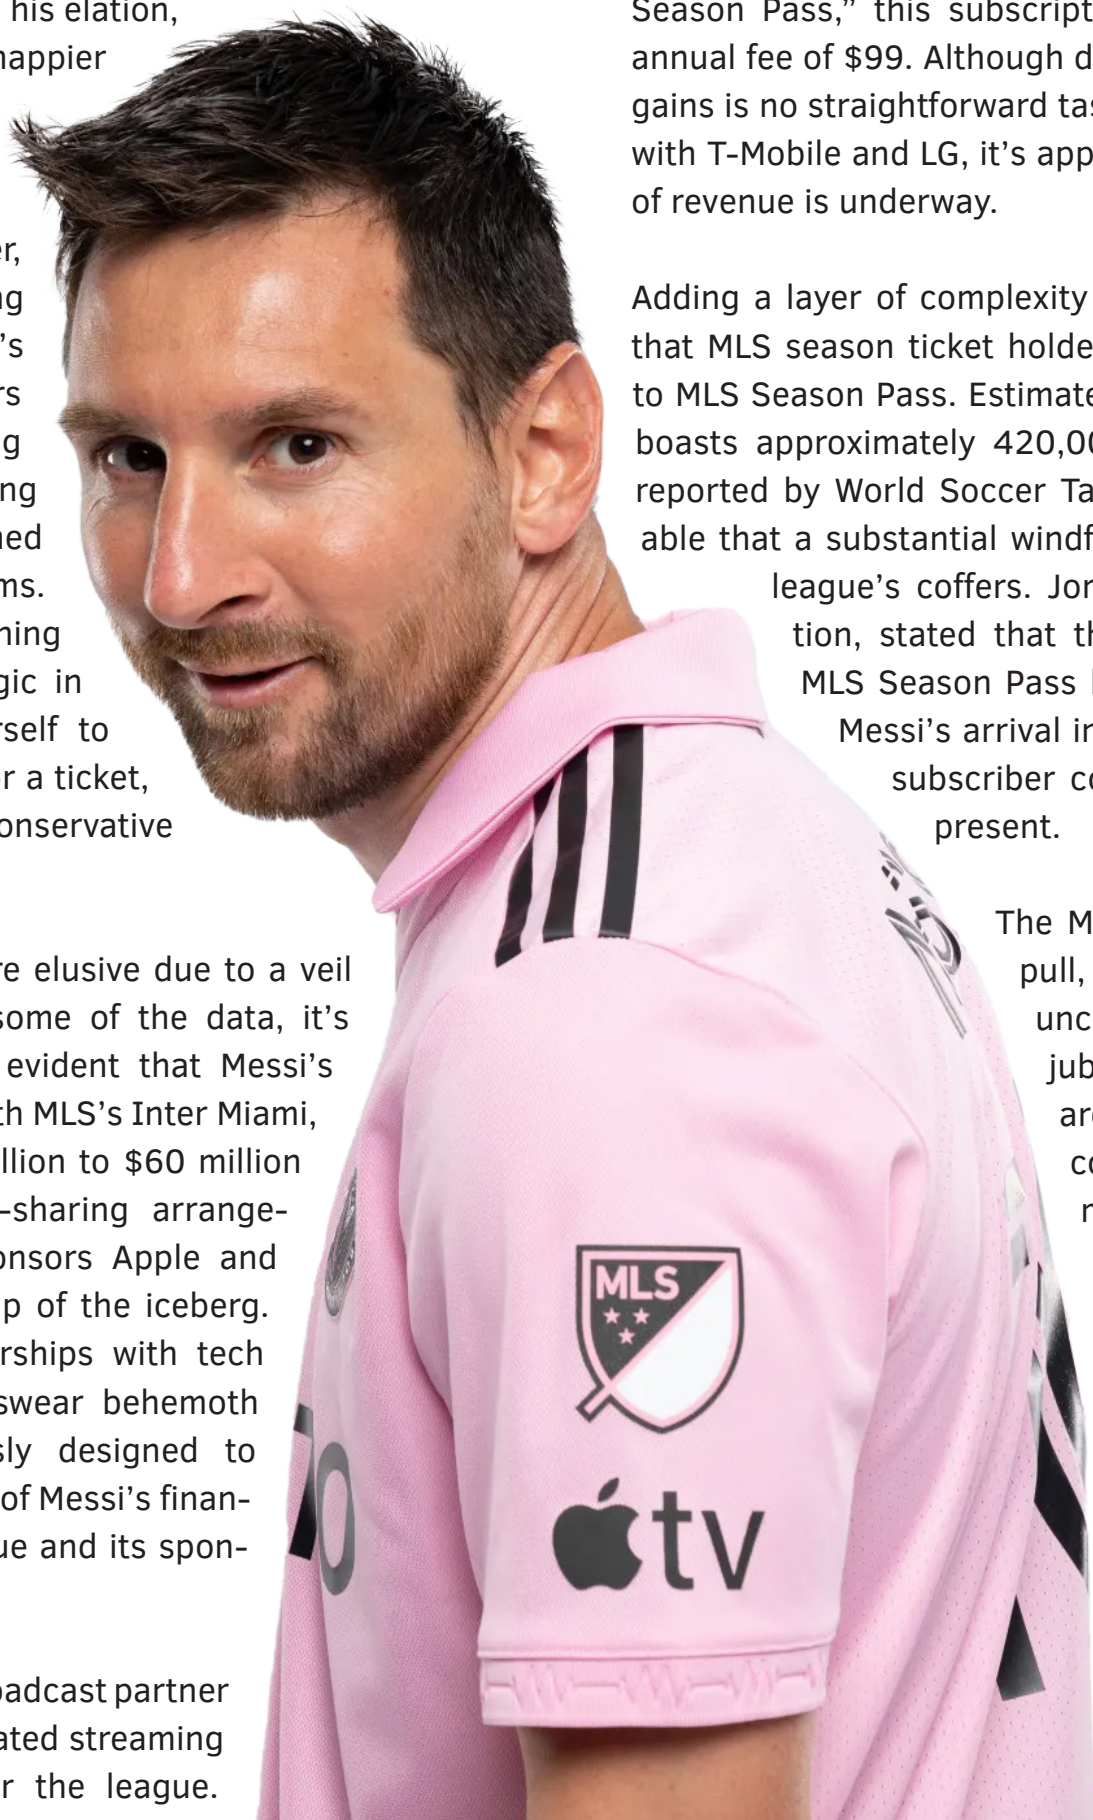 his elation,
happier
er,
ng
's
rs
g
ng
ned
ms.
ning
gic in
rself to
or a ticket,
onservative
re elusive due to a veil
some of the data, it's
evident that Messi's
th MLS's Inter Miami,
llion to $60 million
-sharing arrange-
onsors Apple and
p of the iceberg.
rships with tech
swear behemoth
sly designed to
of Messi's finan-
ue and its spon-
oadcast partner
ated streaming
r the league.
Season Pass,” this subscript
annual fee of $99. Although d
gains is no straightforward tas
with T-Mobile and LG, it's app
of revenue is underway.
Adding a layer of complexity
that MLS season ticket holde
to MLS Season Pass. Estimate
boasts approximately 420,00
reported by World Soccer Ta
able that a substantial windf
league's coffers. Jor
tion, stated that th
MLS Season Pass
Messi's arrival in
subscriber co
present.
The M
pull,
unc
jub
are
co
n
MLS
tv
10